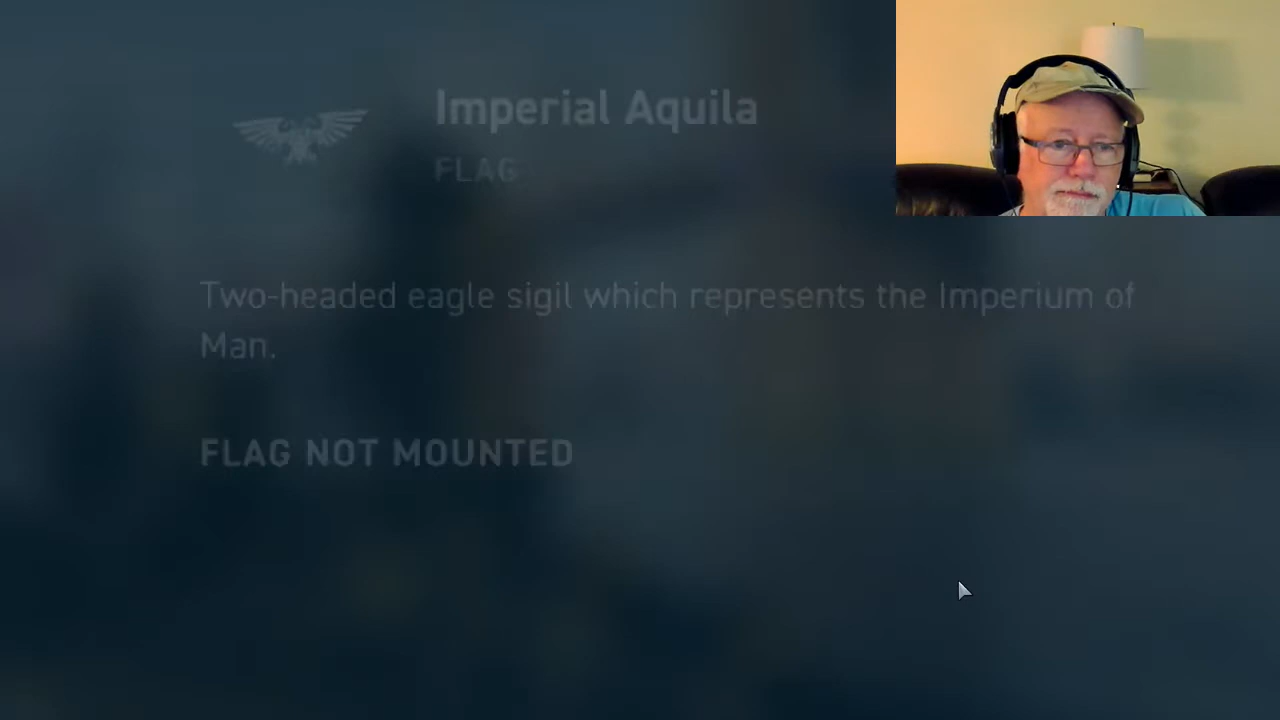 Imperial Aquila
FLAG
Two-headed eagle sigil which represents the Imperium of
Man.
FLAG NOT MOUNTED